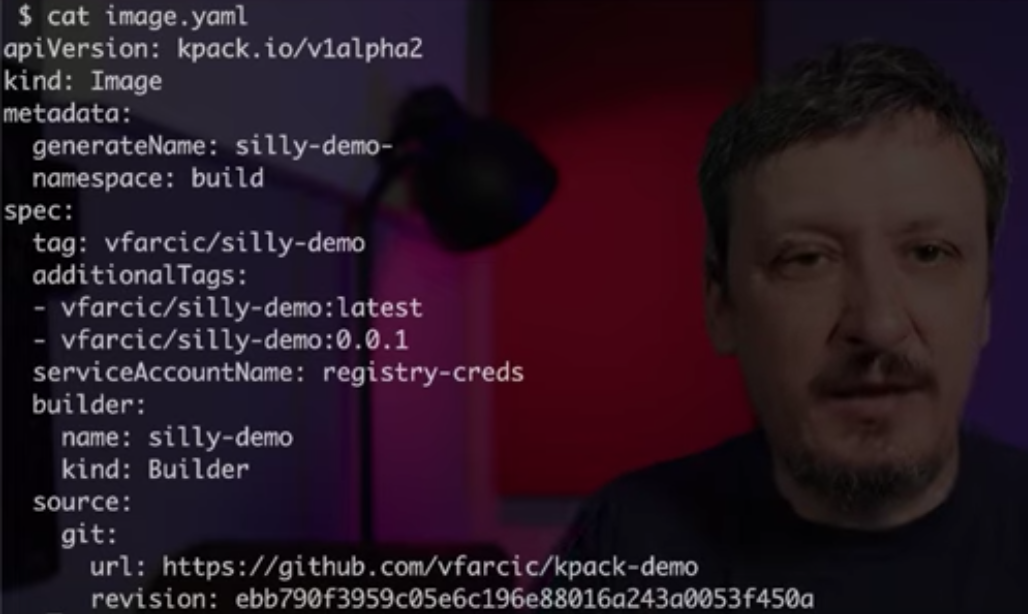 $ cat image.yaml
apiVersion: kpack.io/v1alpha2
kind: Image
metadata:
  generateName: silly-demo-
  namespace: build
spec:
  tag: vfarcic/silly-demo
  additionalTags:
  - vfarcic/silly-demo:latest
  - vfarcic/silly-demo:0.0.1
  serviceAccountName: registry-creds
  builder:
    name: silly-demo
    kind: Builder
  source:
    git:
      url: https://github.com/vfarcic/kpack-demo
      revision: ebb790f3959c05e6c196e88016a243a0053f450a